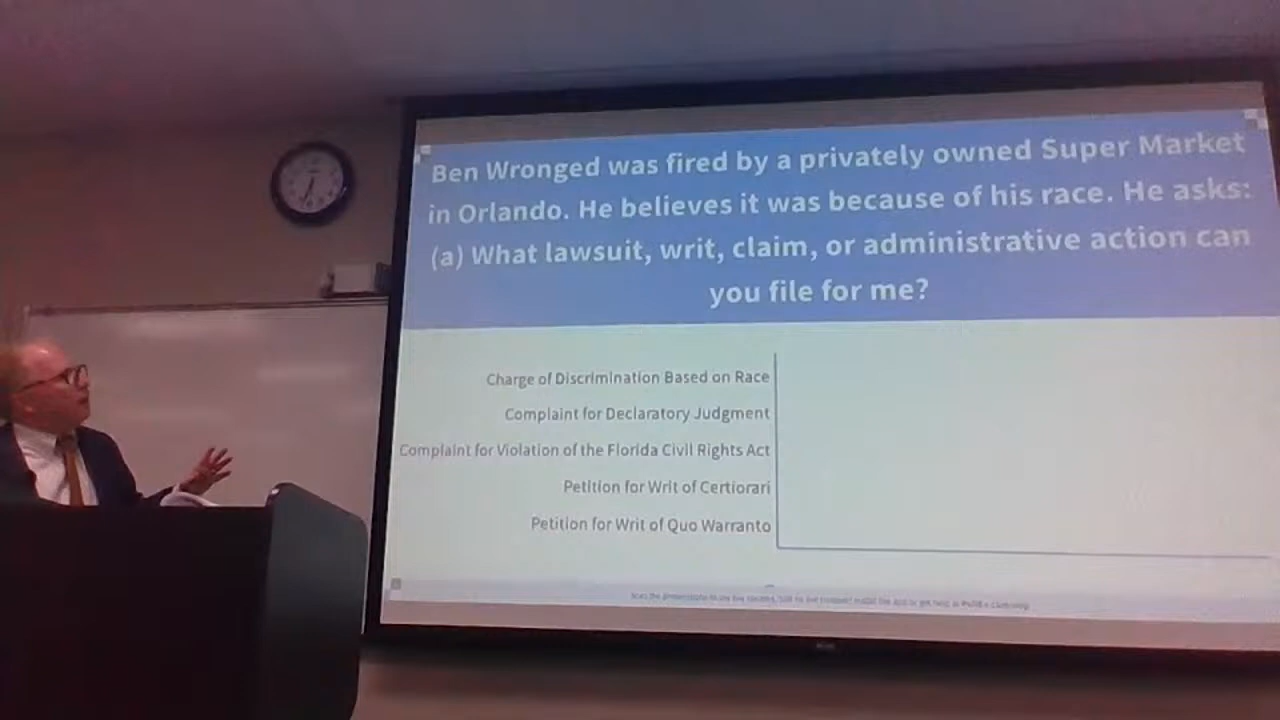 Ben Wronged was fired by a privately owned Super Market
in Orlando. He believes it was because of his race. He asks:
(a) What lawsuit, writ, claim, or administrative action can
you file for me?
Charge of Discrimination Based on Race
Complaint for Declaratory Judgment
Complaint for Violation of the Florida Civil Rights Act
Petition for Writ of Certiorari
Petition for Writ of Quo Warranto